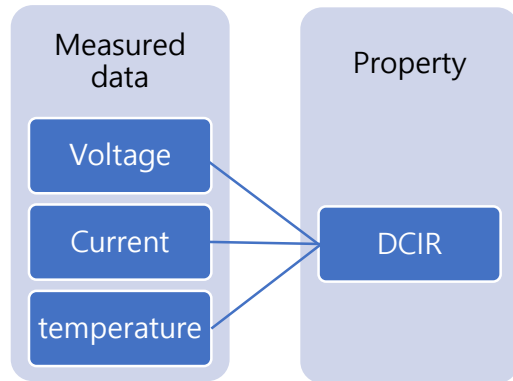 Measured
data
Voltage
Current
temperature
Property
DCIR